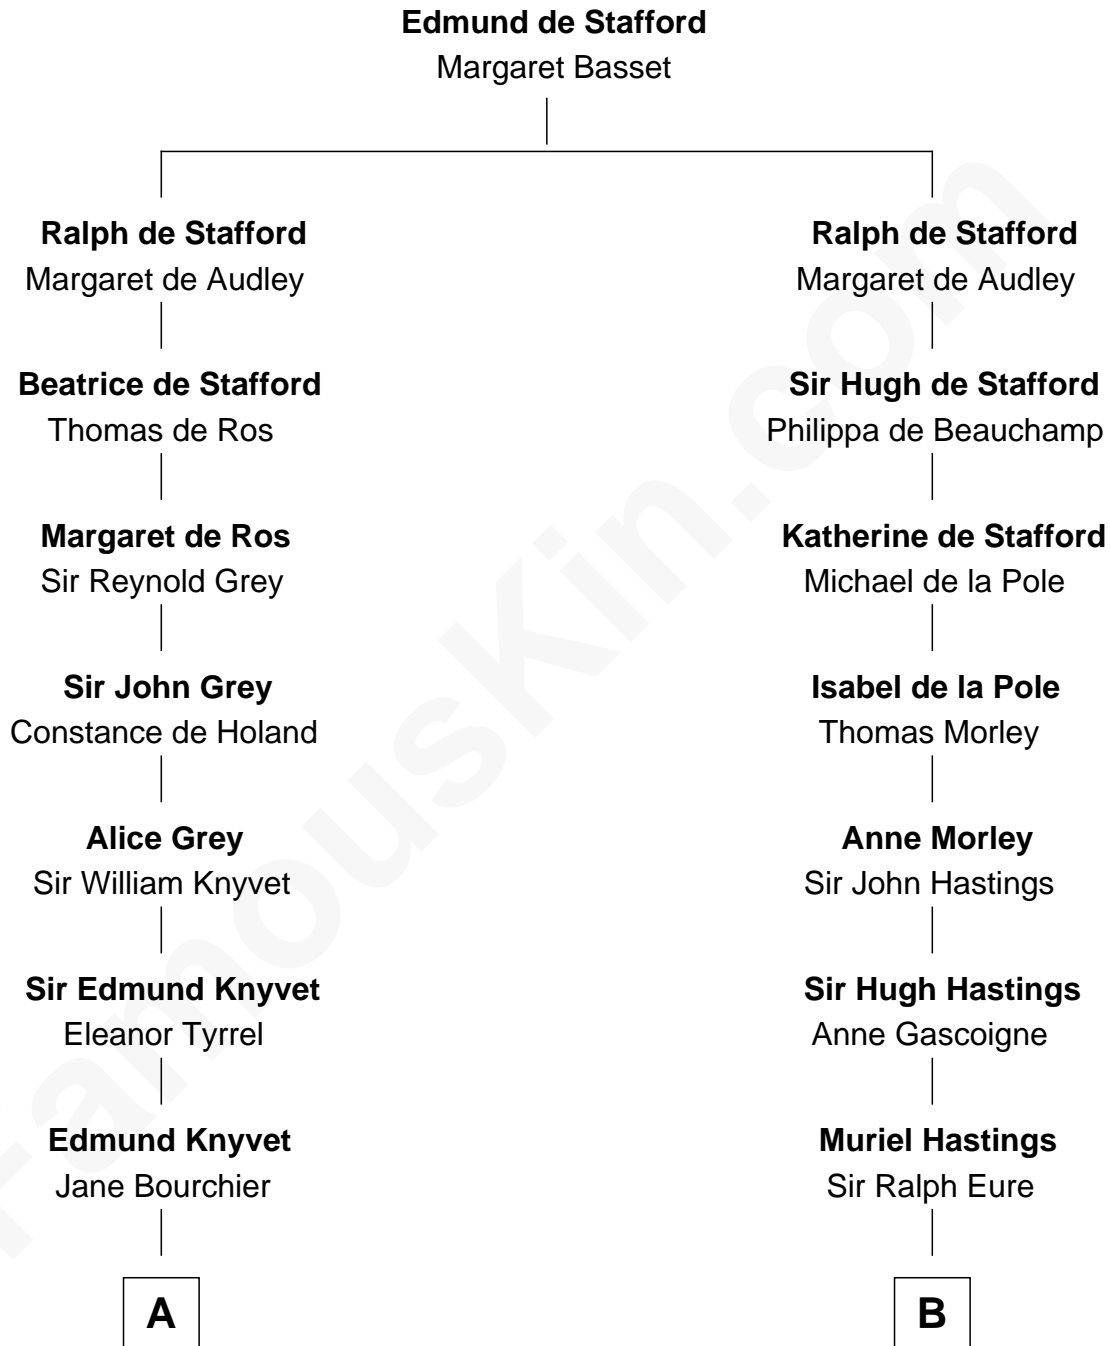 Edmund de Stafford
Margaret Basset
Ralph de Stafford
Margaret de Audley
Ralph de Stafford
Margaret de Audley
Beatrice de Stafford
Thomas de Ros
Sir Hugh de Stafford
Philippa de Beauchamp
Margaret de Ros
Sir Reynold Grey
Katherine de Stafford
Michael de la Pole
Sir John Grey
Constance de Holand
Isabel de la Pole
Thomas Morley
Alice Grey
Sir William Knyvet
Anne Morley
Sir John Hastings
Sir Edmund Knyvet
Eleanor Tyrrel
Sir Hugh Hastings
Anne Gascoigne
Edmund Knyvet
Jane Bourchier
Muriel Hastings
Sir Ralph Eure
A
B
FamousKin.com